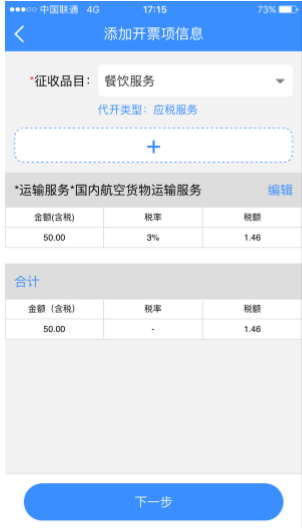 中国联通 4G 17:15 73%
添加开票项信息
*征收品目： 餐饮服务
代开类型：应税服务
+
*运输服务*国内航空货物运输服务 编辑
金额(含税) 税率 税额
50.00 3% 1.46
合计
金额（含税） 税率 税额
50.00 - 1.46
下一步